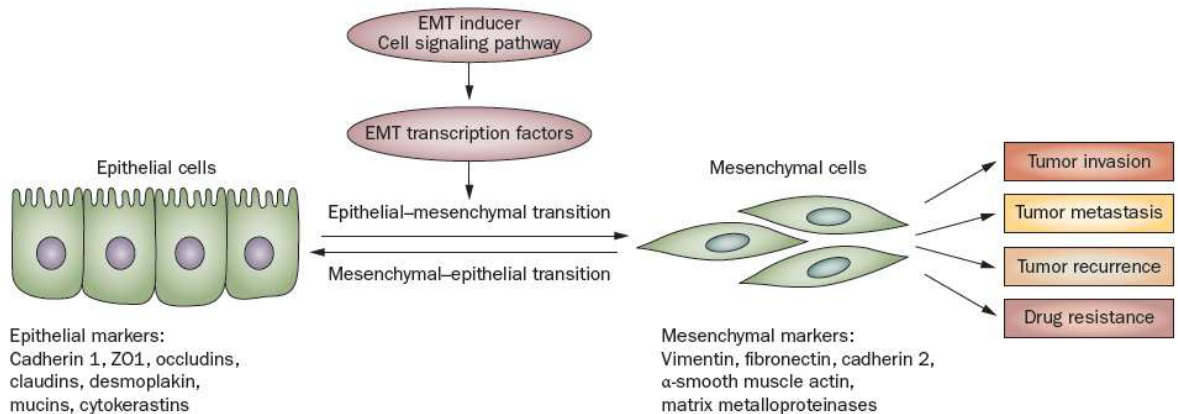 EMT inducer
Cell signaling pathway
EMT transcription factors
Epithelial cells
Mesenchymal cells
Epithelial–mesenchymal transition
Mesenchymal–epithelial transition
Tumor invasion
Tumor metastasis
Tumor recurrence
Drug resistance
Epithelial markers:
Cadherin 1, ZO1, occludins,
claudins, desmoplakin,
mucins, cytokerastins
Mesenchymal markers:
Vimentin, fibronectin, cadherin 2,
α-smooth muscle actin,
matrix metalloproteinases